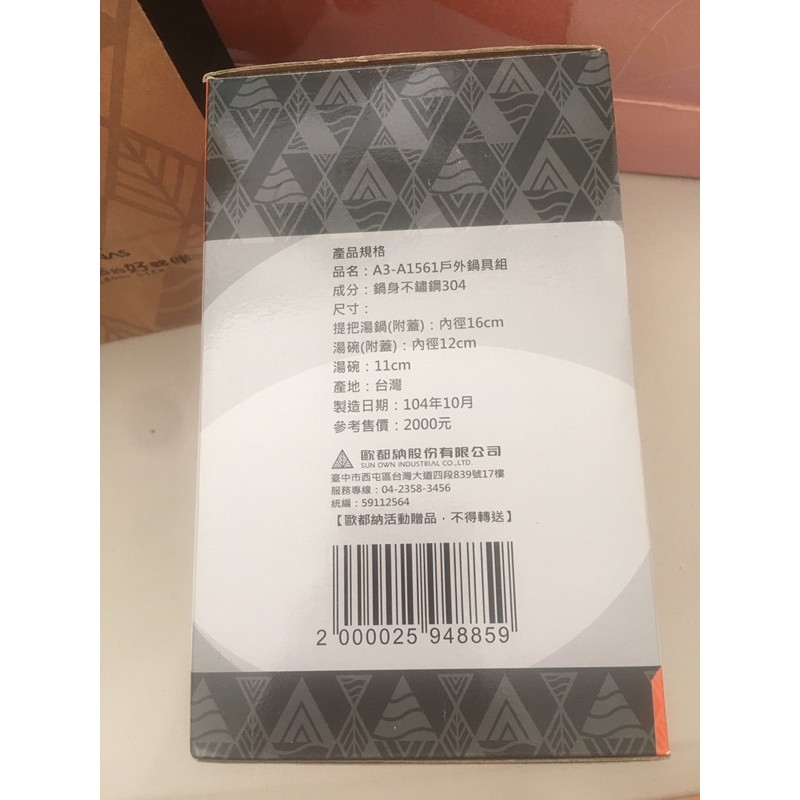 產品規格
品名：A3-A1561戶外鍋具組
成分：鍋身不鏽鋼304
尺寸：
提把湯鍋(附蓋)：內徑16cm
湯碗(附蓋)：內徑12cm
湯碗：11cm
產地：台灣
製造日期：104年10月
參考售價：2000元
歐都納股份有限公司
SUN OWN INDUSTRIAL CO.,LTD.
臺中市西屯區台灣大道四段839號17樓
服務專線：04-2358-3456
統編：59112564
【歐都納活動贈品，不得轉送】
2 000025 948859
好夥伴